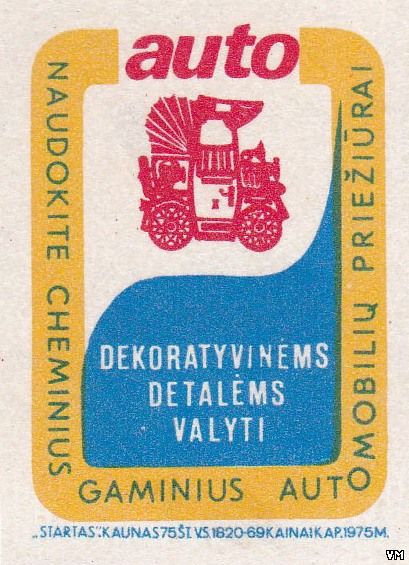 auto
NAUDOKITE CHEMINIUS GAMINIUS AUTOMOBILIŲ PRIEŽIŪRAI
DEKORATYVINĖMS
DETALĖMS
VALYTI
„STARTAS“.KAUNAS 75 ŠT. V.S. 1820-69 KAINA 1 KAP. 1975 M.
VM